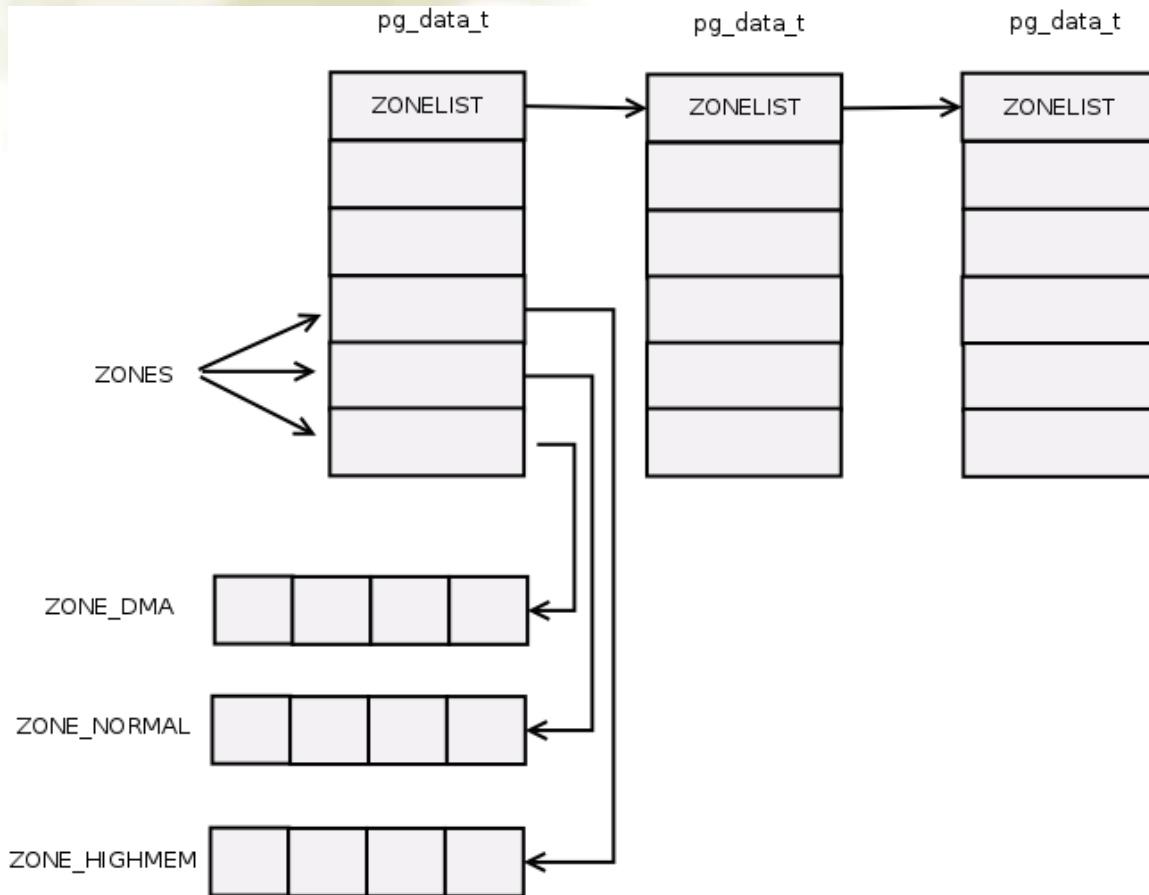 pg_data_t
pg_data_t
pg_data_t
ZONELIST
ZONELIST
ZONELIST
ZONES
ZONE_DMA
ZONE_NORMAL
ZONE_HIGHMEM